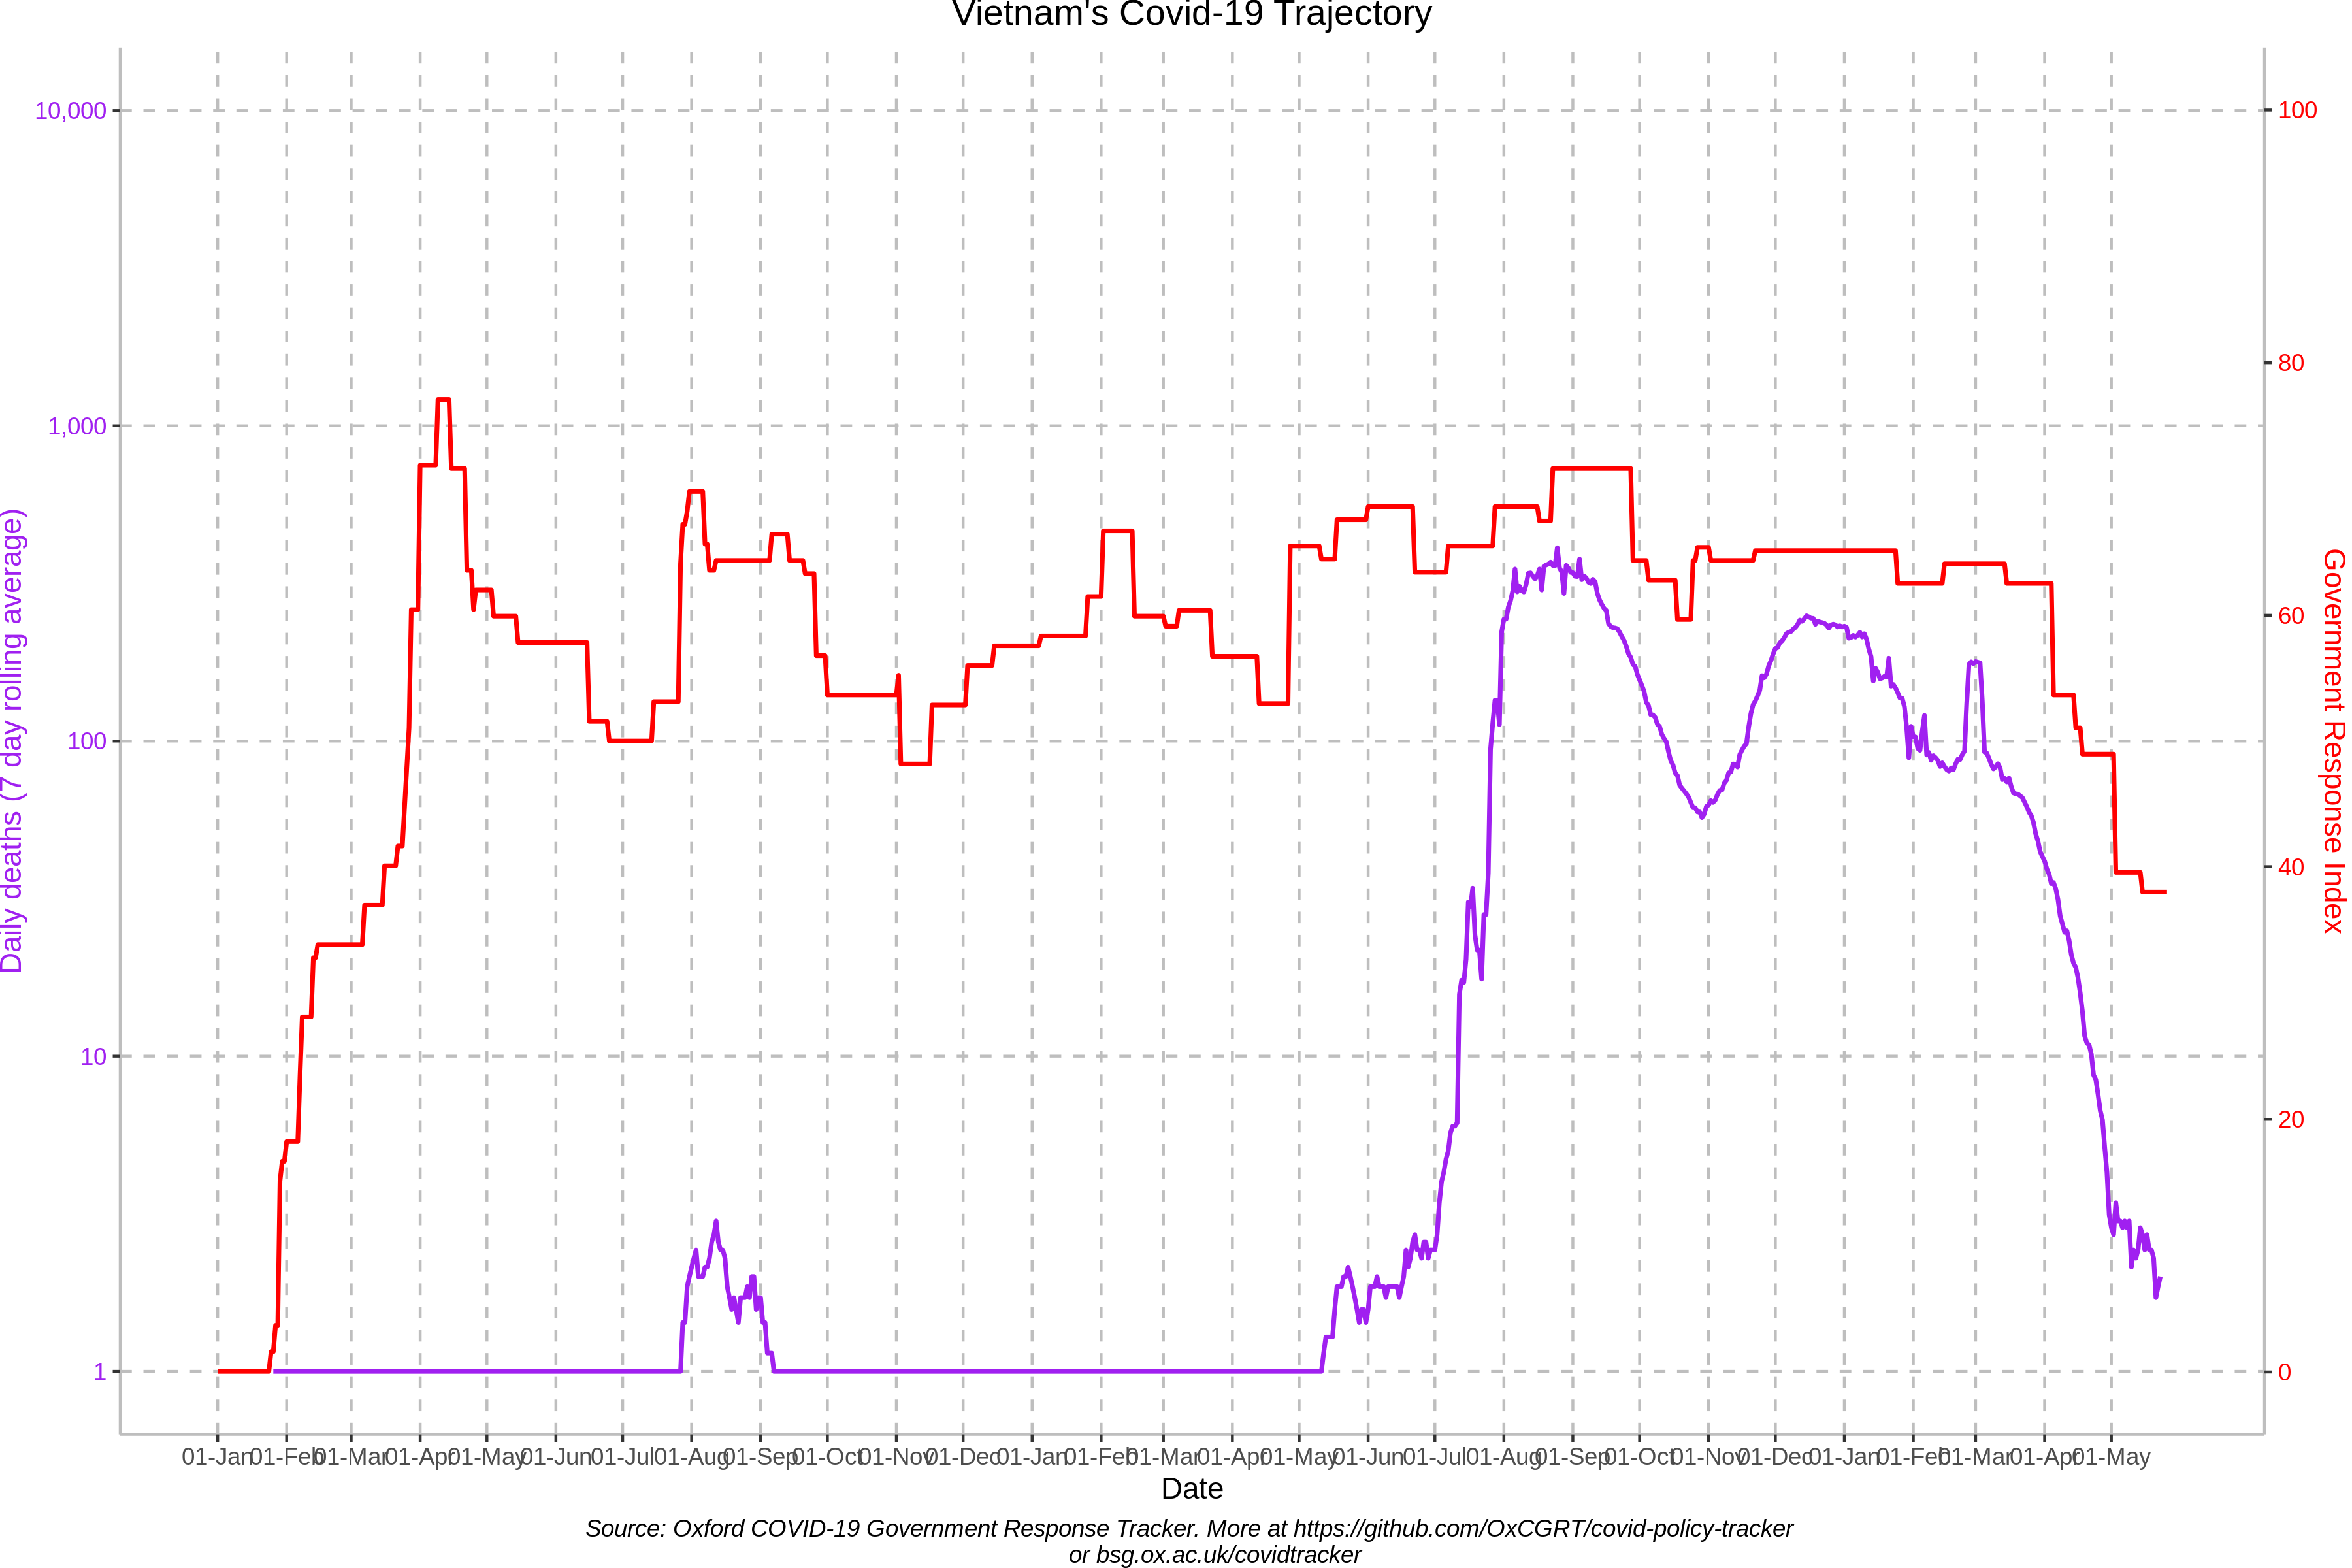 Vietnam's Covid-19 Trajectory
10,000
1,000
100
10
1
Daily deaths (7 day rolling average)
100
80
60
40
20
0
Government Response Index
01-Jan 01-Feb 01-Mar 01-Apr 01-May 01-Jun 01-Jul 01-Aug 01-Sep 01-Oct 01-Nov 01-Dec 01-Jan 01-Feb 01-Mar 01-Apr 01-May 01-Jun 01-Jul 01-Aug 01-Sep 01-Oct 01-Nov 01-Dec 01-Jan 01-Feb 01-Mar 01-Apr 01-May
Date
Source: Oxford COVID-19 Government Response Tracker. More at https://github.com/OxCGRT/covid-policy-tracker
or bsg.ox.ac.uk/covidtracker